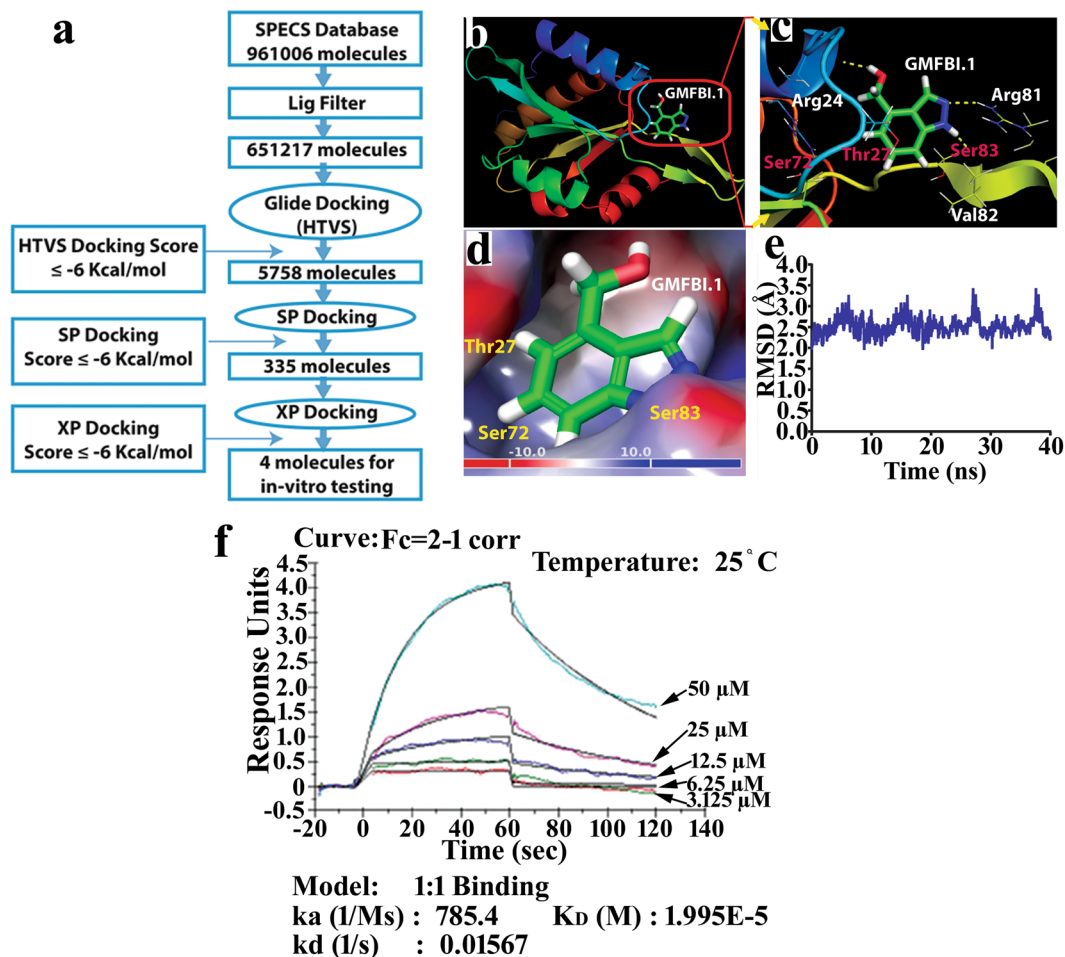 a
SPECS Database
961006 molecules
Lig Filter
651217 molecules
Glide Docking
(HTVS)
HTVS Docking Score
≤ -6 Kcal/mol
5758 molecules
SP Docking
SP Docking
Score ≤ -6 Kcal/mol
335 molecules
XP Docking
XP Docking
Score ≤ -6 Kcal/mol
4 molecules for
in-vitro testing
b
GMFBI.1
c
GMFBI.1
Arg24
Arg81
Ser72
Thr27
Ser83
Val82
d
GMFBI.1
Thr27
Ser83
Ser72
-10.0 10.0
e
RMSD (Å)
4.0
3.5
3.0
2.5
2.0
1.5
1.0
0.5
0.0
0 10 20 30 40
Time (ns)
f
Curve: Fc=2-1 corr
Temperature: 25°C
Response Units
4.5
4.0
3.5
3.0
2.5
2.0
1.5
1.0
0.5
0
-0.5
50 µM
25 µM
12.5 µM
6.25 µM
3.125 µM
-20 0 20 40 60 80 100 120 140
Time (sec)
Model: 1:1 Binding
ka (1/Ms) : 785.4 KD (M) : 1.995E-5
kd (1/s) : 0.01567